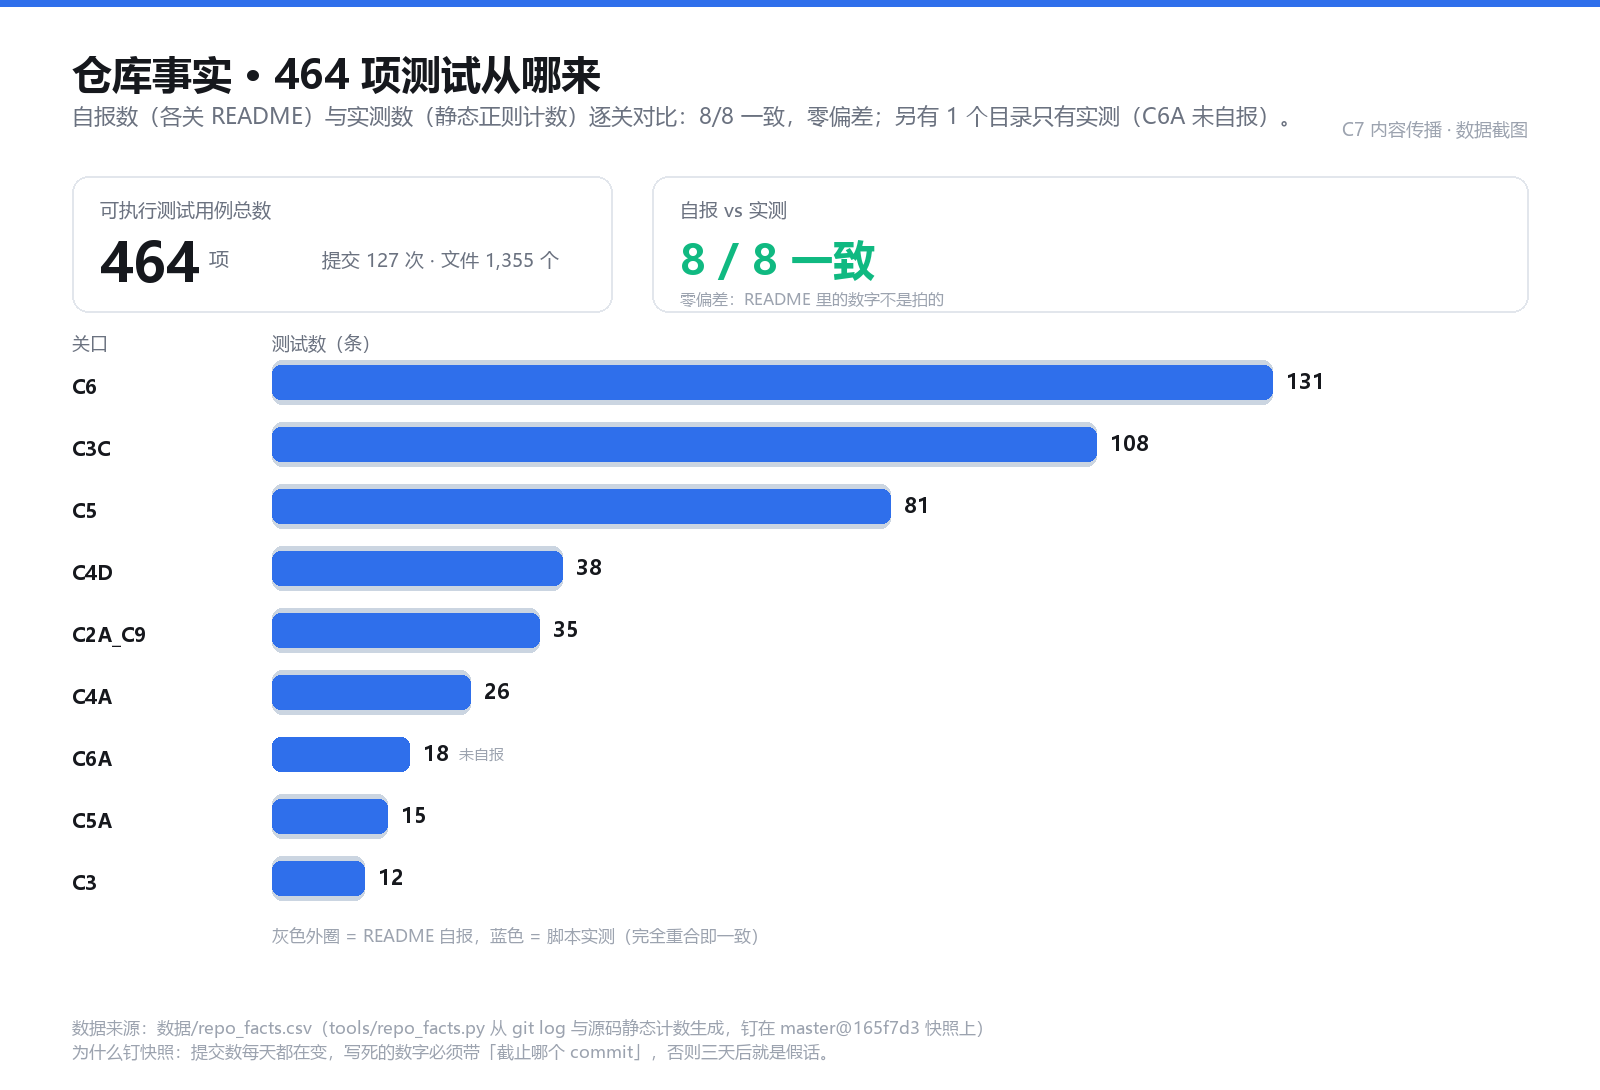 仓库事实 • 464 项测试从哪来
自报数（各关 README）与实测数（静态正则计数）逐关对比：8/8 一致，零偏差；另有 1 个目录只有实测（C6A 未自报）。
C7 内容传播 · 数据截图
可执行测试用例总数
464 项
提交 127 次 · 文件 1,355 个
自报 vs 实测
8 / 8 一致
零偏差：README 里的数字不是拍的
关口
测试数（条）
C6 131
C3C 108
C5 81
C4D 38
C2A_C9 35
C4A 26
C6A 18 未自报
C5A 15
C3 12
灰色外圈 = README 自报，蓝色 = 脚本实测（完全重合即一致）
数据来源：数据/repo_facts.csv（tools/repo_facts.py 从 git log 与源码静态计数生成，钉在 master@165f7d3 快照上）
为什么钉快照：提交数每天都在变，写死的数字必须带「截止哪个 commit」，否则三天后就是假话。